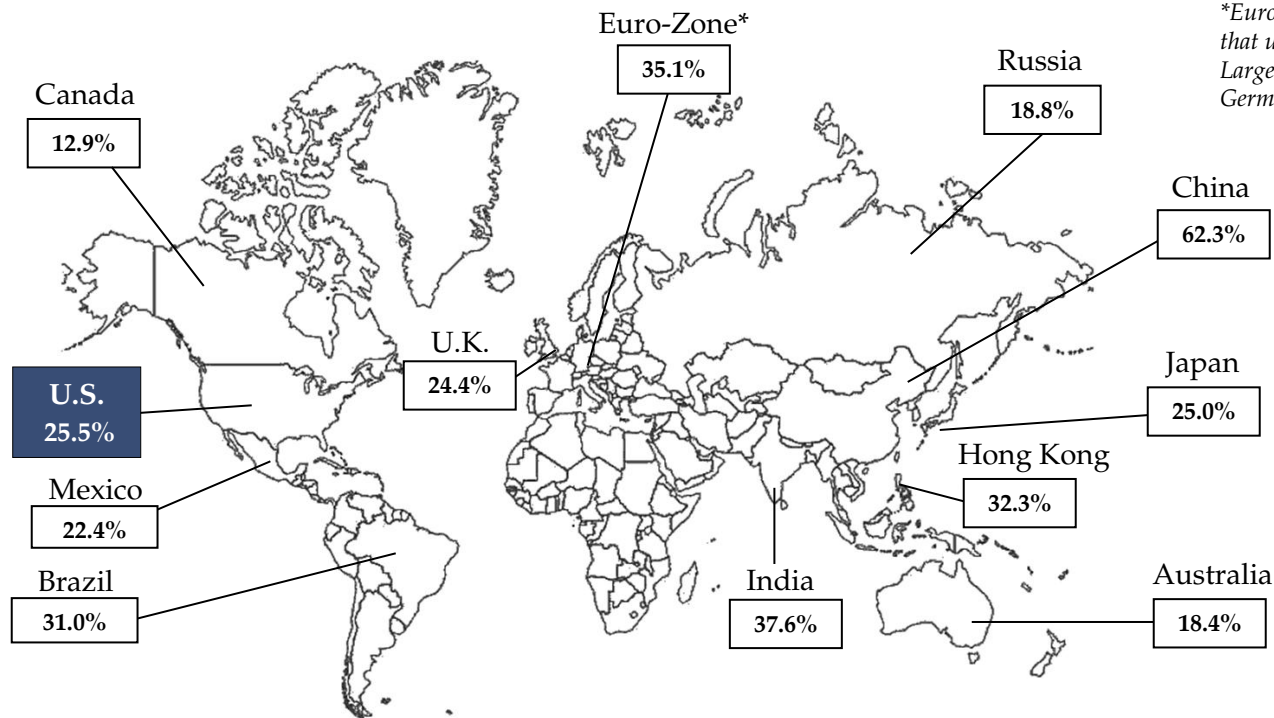 Euro-Zone*
35.1%
*Euro
that u
Large
Germ
Russia
18.8%
Canada
12.9%
China
62.3%
U.K.
24.4%
Japan
25.0%
U.S.
25.5%
Hong Kong
32.3%
Mexico
22.4%
Brazil
31.0%
India
37.6%
Australia
18.4%